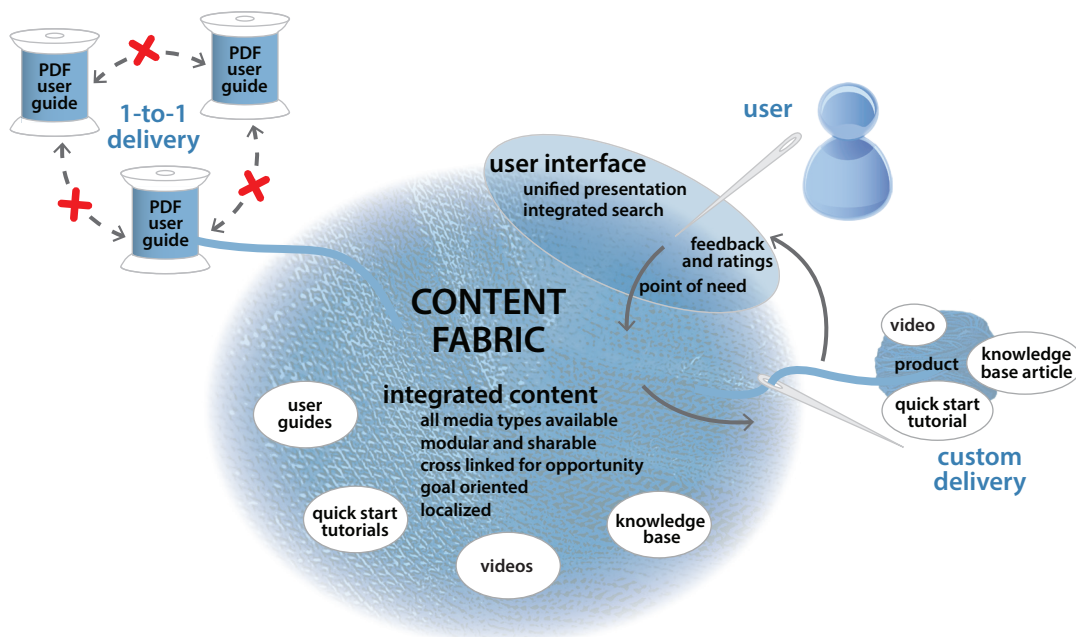 PDF
user
guide
PDF
user
guide
1-to-1
delivery
PDF
user
guide
user
user interface
unified presentation
integrated search
feedback
and ratings
point of need
CONTENT
FABRIC
video
product
knowledge
base article
quick start
tutorial
custom
delivery
integrated content
all media types available
modular and sharable
cross linked for opportunity
goal oriented
localized
user
guides
quick start
tutorials
videos
knowledge
base